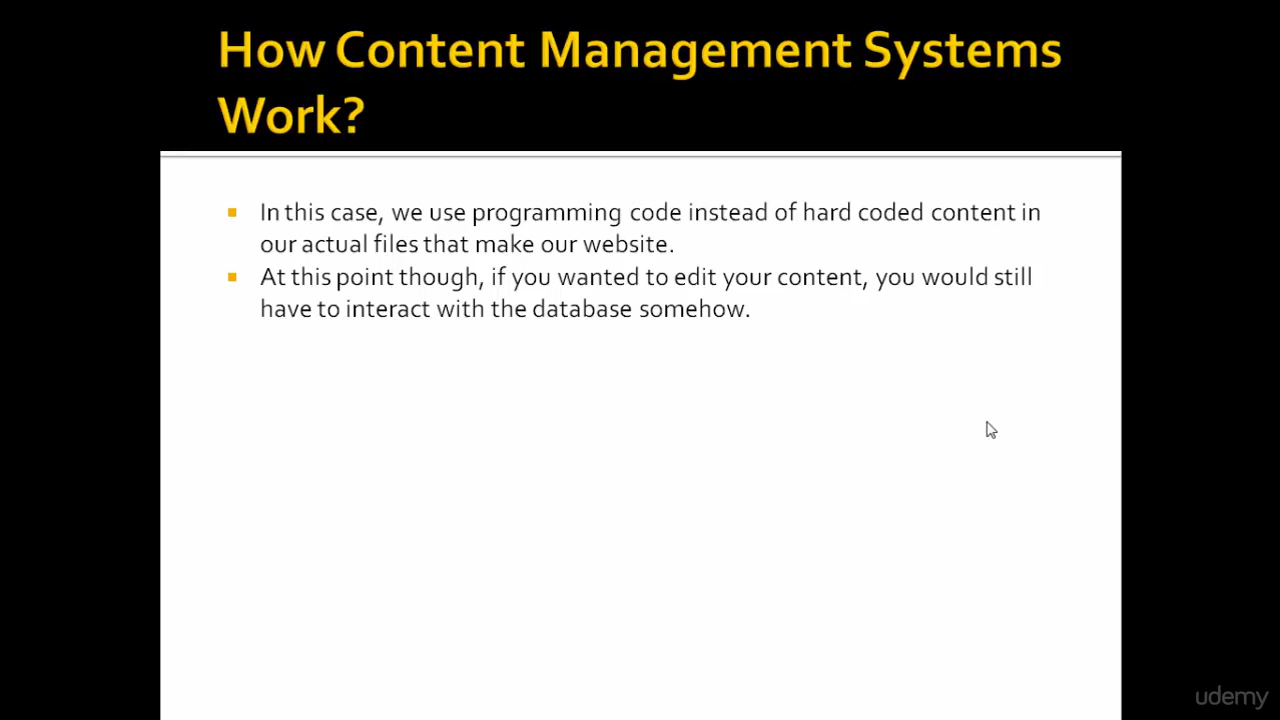 How Content Management Systems
Work?
In this case, we use programming code instead of hard coded content in
our actual files that make our website.
At this point though, if you wanted to edit your content, you would still
have to interact with the database somehow.
udemy